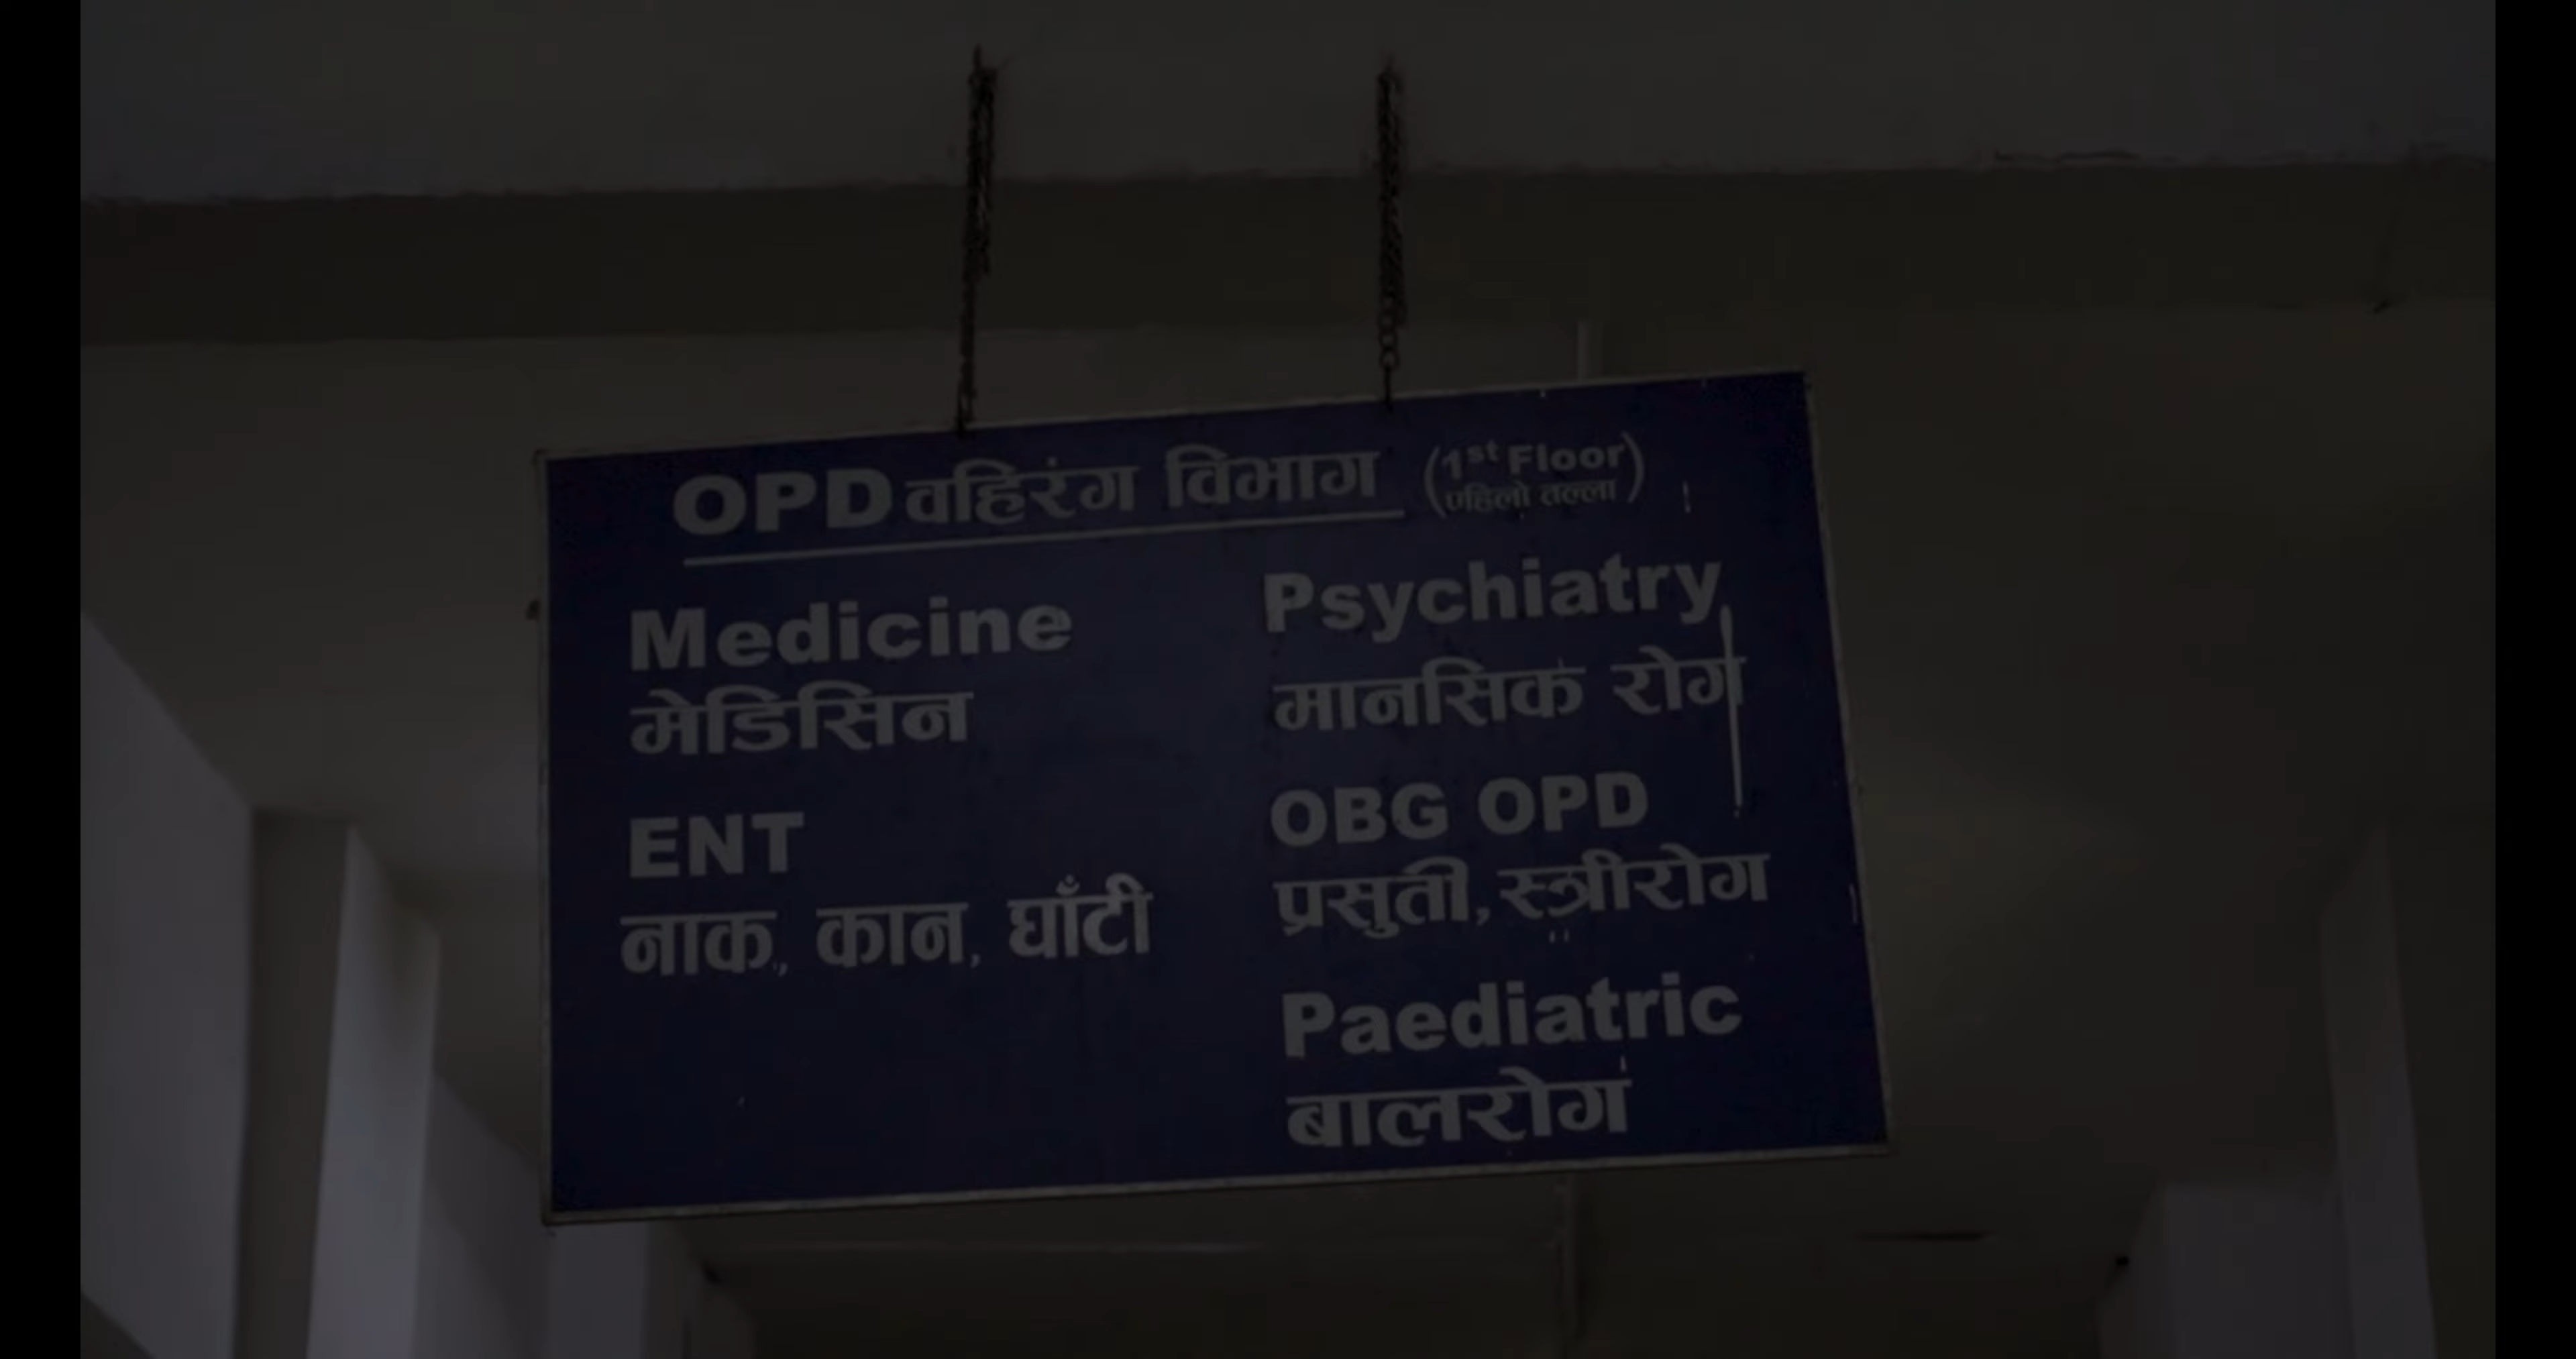 OPD वहिरंग विभाग (1st Floor)
(पहिलो तल्ला)
Medicine
मेडिसिन
ENT
नाक, कान, घाँटी
Psychiatry
मानसिक रोग
OBG OPD
प्रसुती, स्त्रीरोग
Paediatric
बालरोग